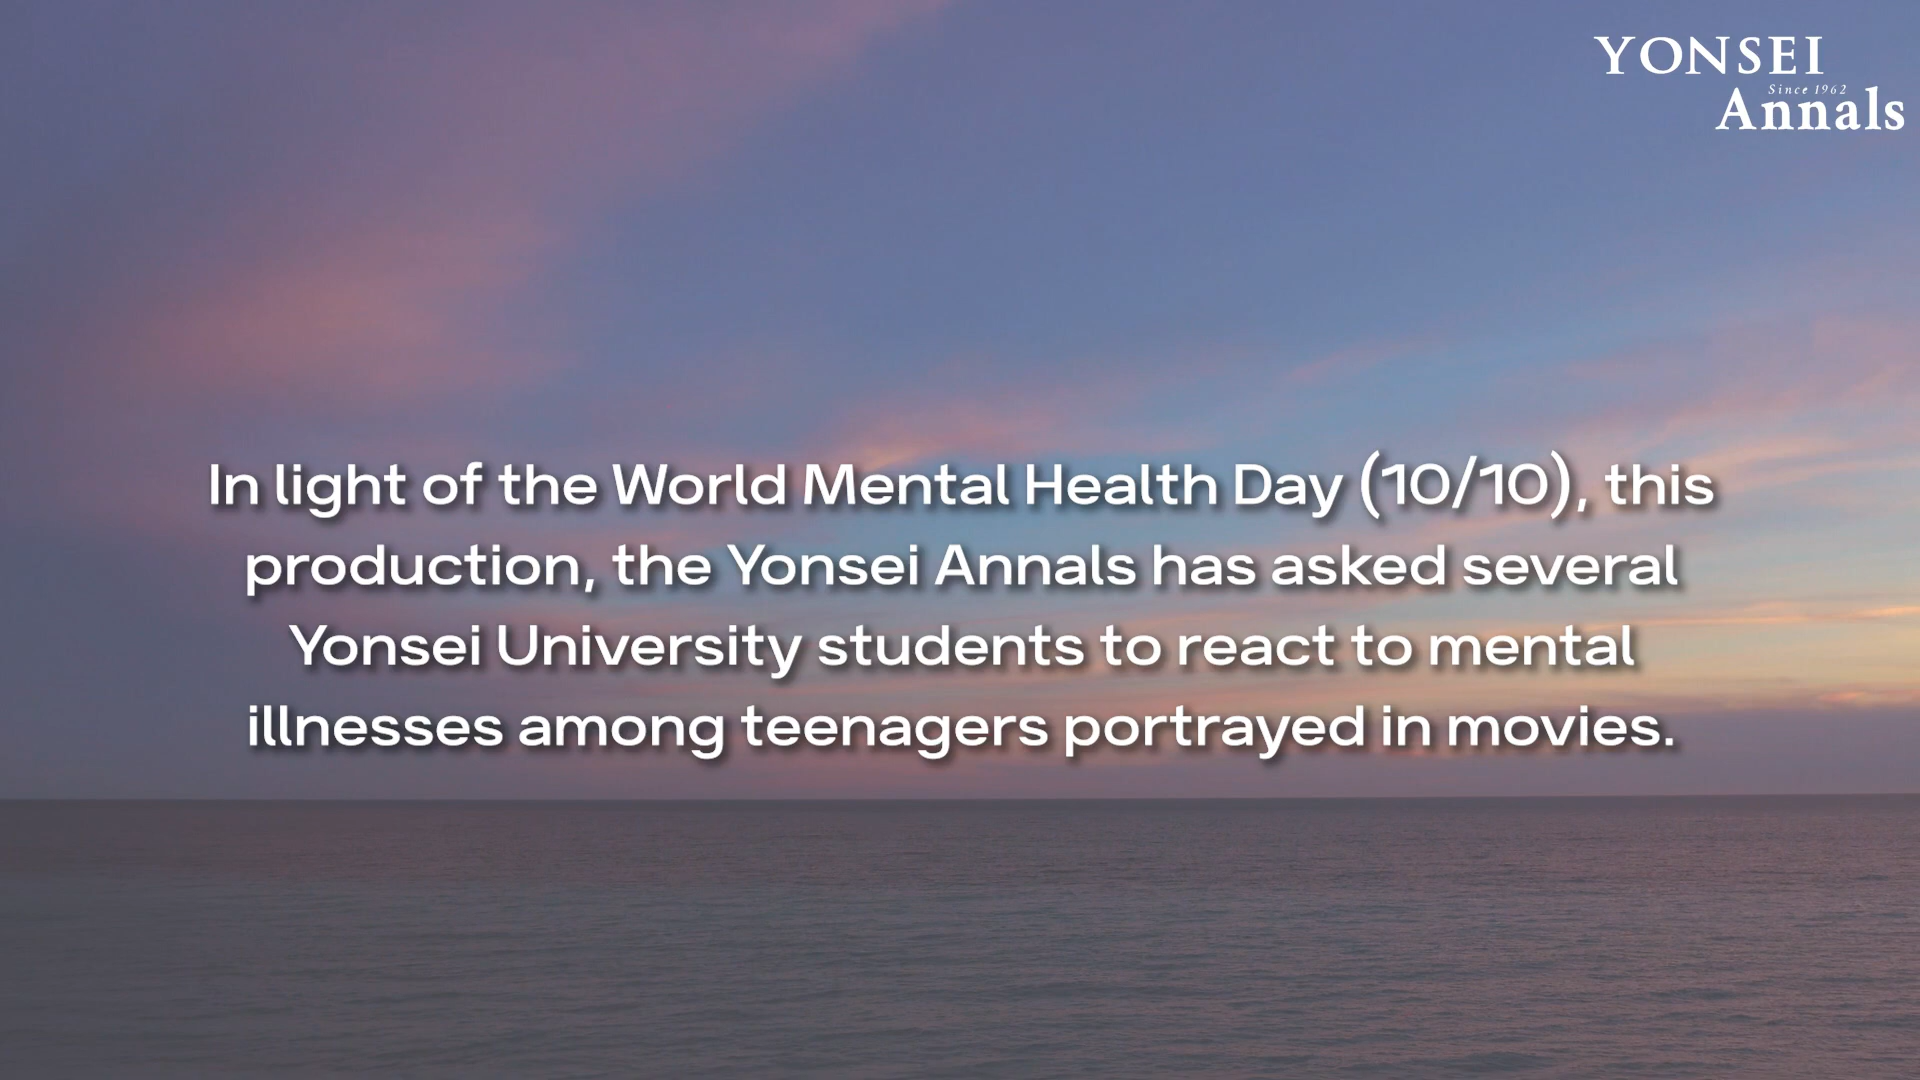 YONSEI
Since 1962
Annals
In light of the World Mental Health Day (10/10), this
production, the Yonsei Annals has asked several
Yonsei University students to react to mental
illnesses among teenagers portrayed in movies.